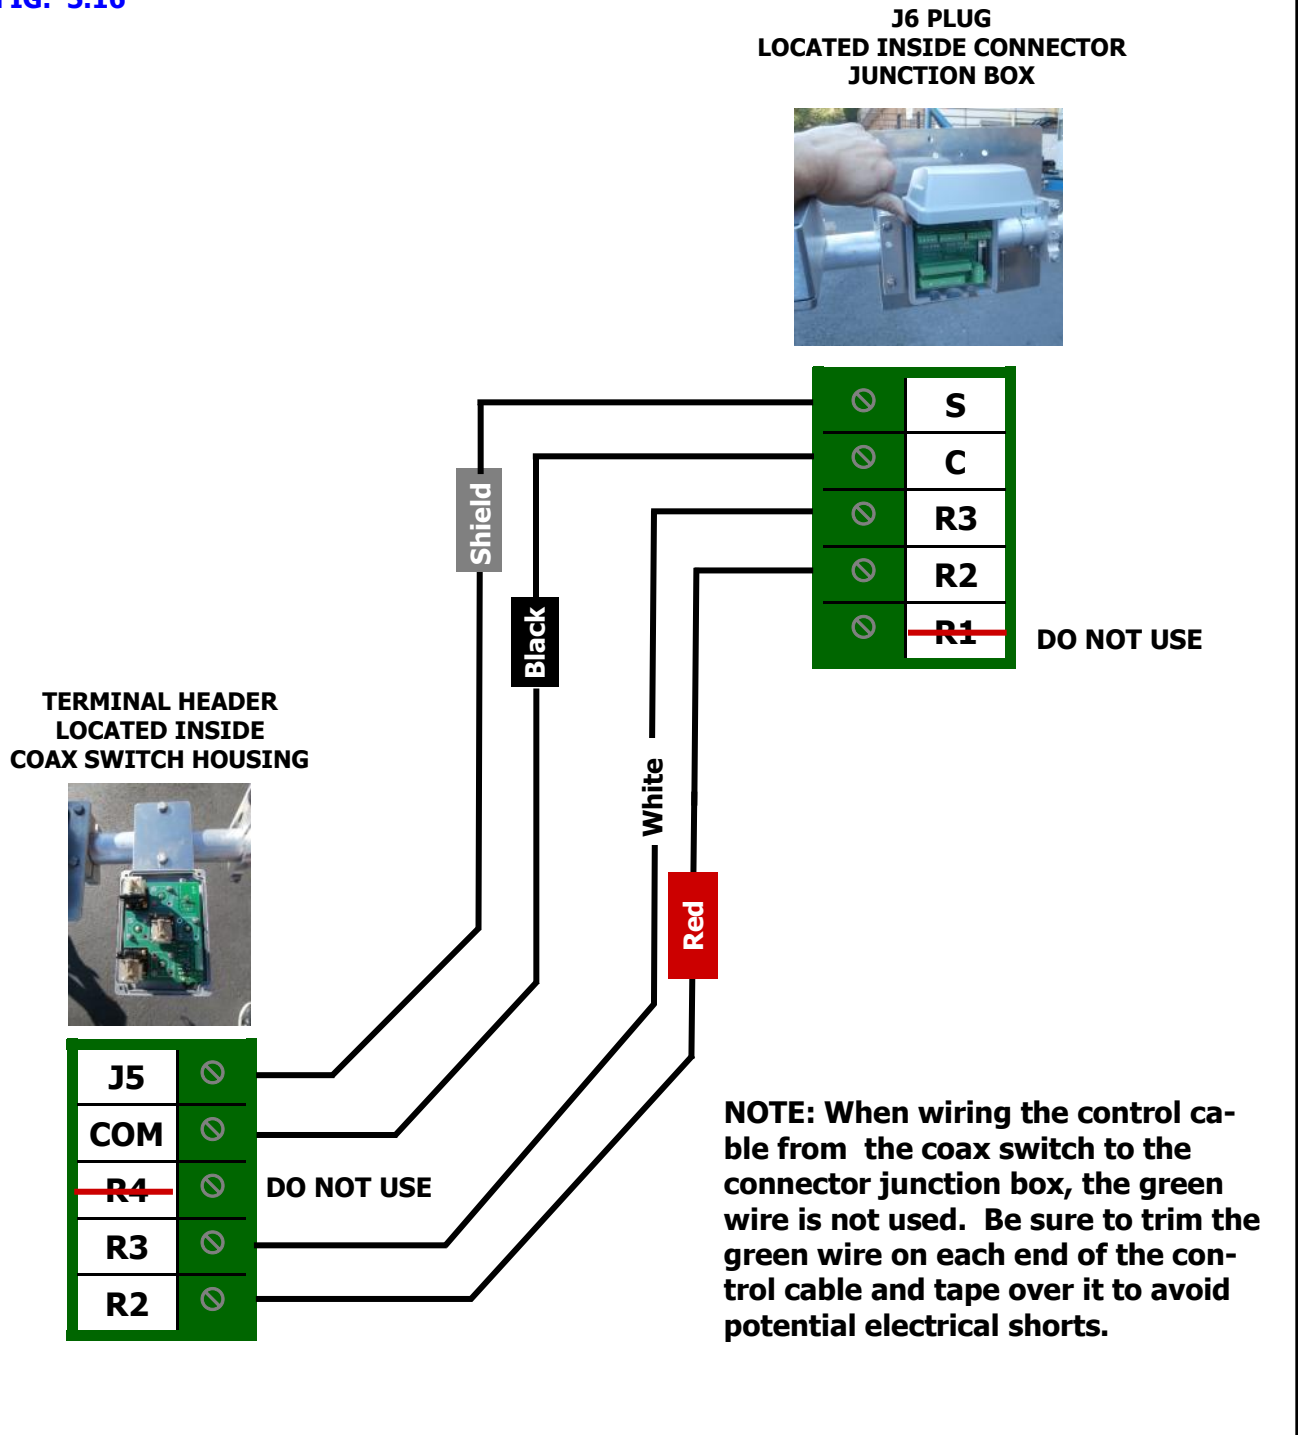 FIG. 5.16
J6 PLUG
LOCATED INSIDE CONNECTOR
JUNCTION BOX
S
C
R3
R2
R1
DO NOT USE
Shield
Black
White
Red
TERMINAL HEADER
LOCATED INSIDE
COAX SWITCH HOUSING
J5
COM
R4
DO NOT USE
R3
R2
NOTE: When wiring the control ca-
ble from the coax switch to the
connector junction box, the green
wire is not used. Be sure to trim the
green wire on each end of the con-
trol cable and tape over it to avoid
potential electrical shorts.